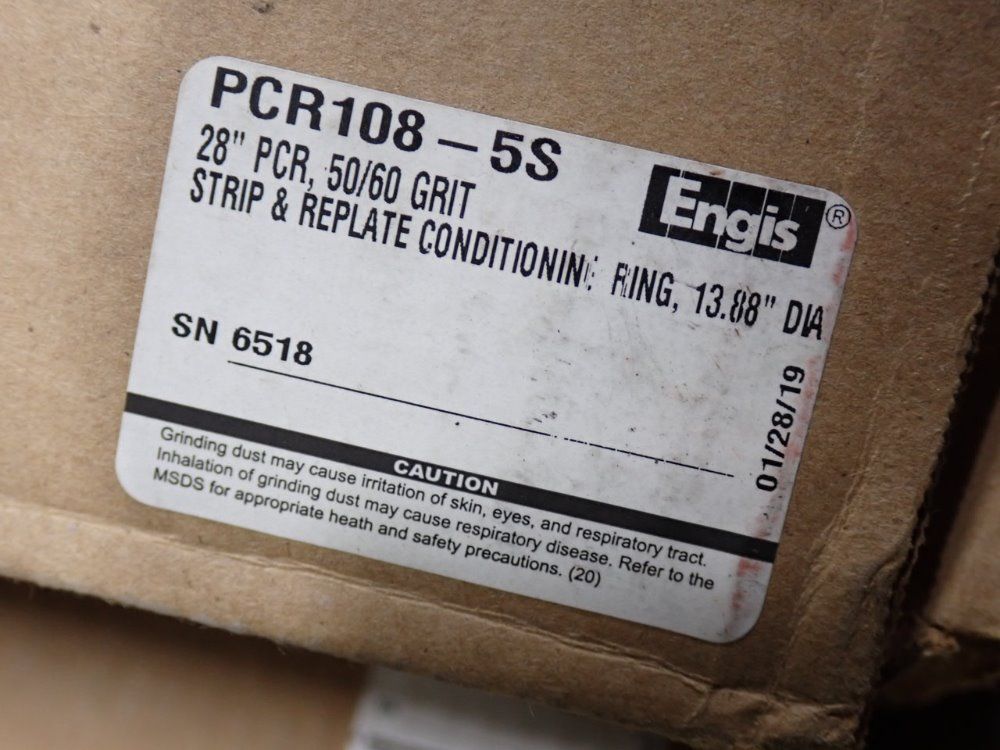 PCR108 – 5S
28" PCR, 50/60 GRIT
STRIP & REPLATE CONDITIONING RING, 13.88" DIA
Engis®
SN 6518
01/28/19
CAUTION
Grinding dust may cause irritation of skin, eyes, and respiratory tract.
Inhalation of grinding dust may cause respiratory disease. Refer to the
MSDS for appropriate heath and safety precautions. (20)